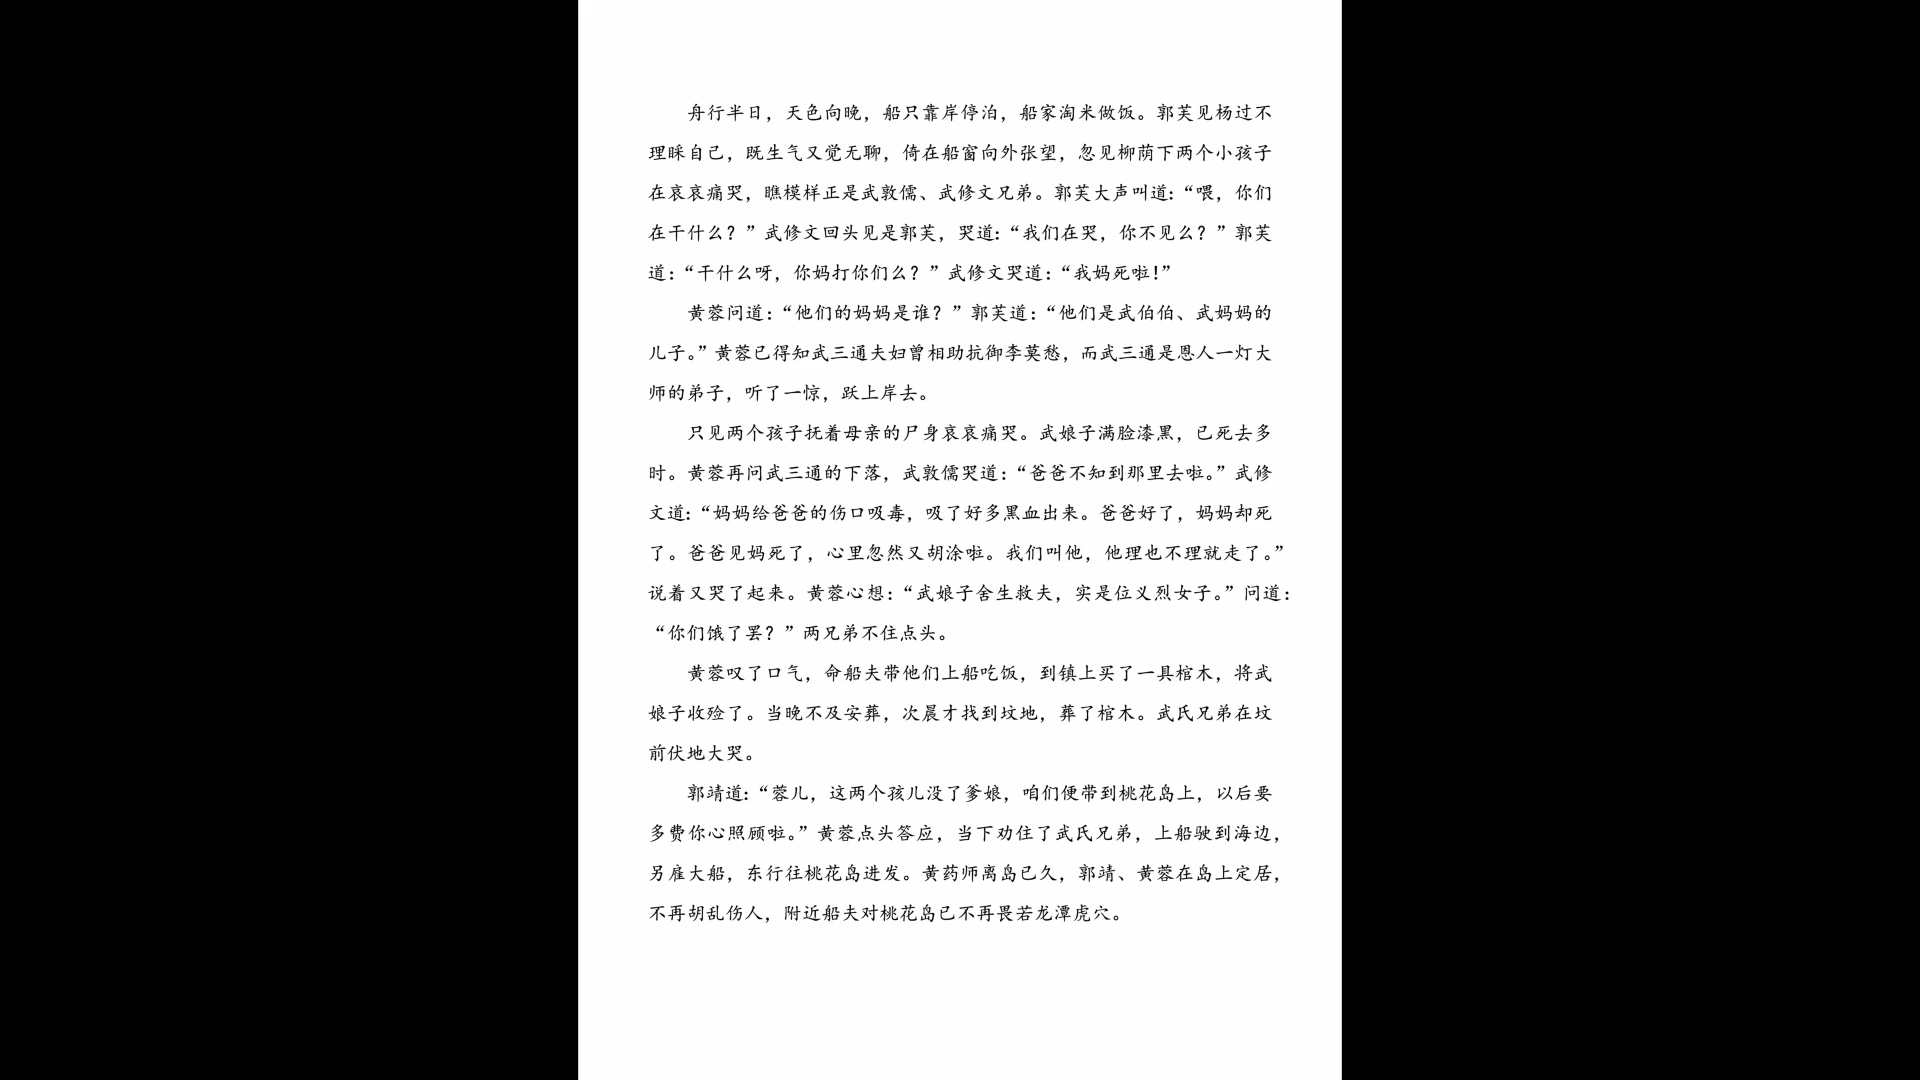 舟行半日，天色向晚，船只靠岸停泊，船家淘米做饭。郭芙见杨过不
理睬自己，既生气又觉无聊，倚在船窗向外张望，忽见柳荫下两个小孩子
在哀哀痛哭，瞧模样正是武敦儒、武修文兄弟。郭芙大声叫道：“喂，你们
在干什么？”武修文回头见是郭芙，哭道：“我们在哭，你不见么？”郭芙
道：“干什么呀，你妈打你们么？”武修文哭道：“我妈死啦！”
黄蓉问道：“他们的妈妈是谁？”郭芙道：“他们是武伯伯、武妈妈的
儿子。”黄蓉已得知武三通夫妇曾相助抗御李莫愁，而武三通是恩人一灯大
师的弟子，听了一惊，跃上岸去。
只见两个孩子抚着母亲的尸身哀哀痛哭。武娘子满脸漆黑，已死去多
时。黄蓉再问武三通的下落，武敦儒哭道：“爸爸不知到那里去啦。”武修
文道：“妈妈给爸爸的伤口吸毒，吸了好多黑血出来。爸爸好了，妈妈却死
了。爸爸见妈死了，心里忽然又胡涂啦。我们叫他，他理也不理就走了。”
说着又哭了起来。黄蓉心想：“武娘子舍生救夫，实是位义烈女子。”问道：
“你们饿了罢？”两兄弟不住点头。
黄蓉叹了口气，命船夫带他们上船吃饭，到镇上买了一具棺木，将武
娘子收殓了。当晚不及安葬，次晨才找到坟地，葬了棺木。武氏兄弟在坟
前伏地大哭。
郭靖道：“蓉儿，这两个孩儿没了爹娘，咱们便带到桃花岛上，以后要
多费你心照顾啦。”黄蓉点头答应，当下劝住了武氏兄弟，上船驶到海边，
另雇大船，东行往桃花岛进发。黄药师离岛已久，郭靖、黄蓉在岛上定居，
不再胡乱伤人，附近船夫对桃花岛已不再畏若龙潭虎穴。